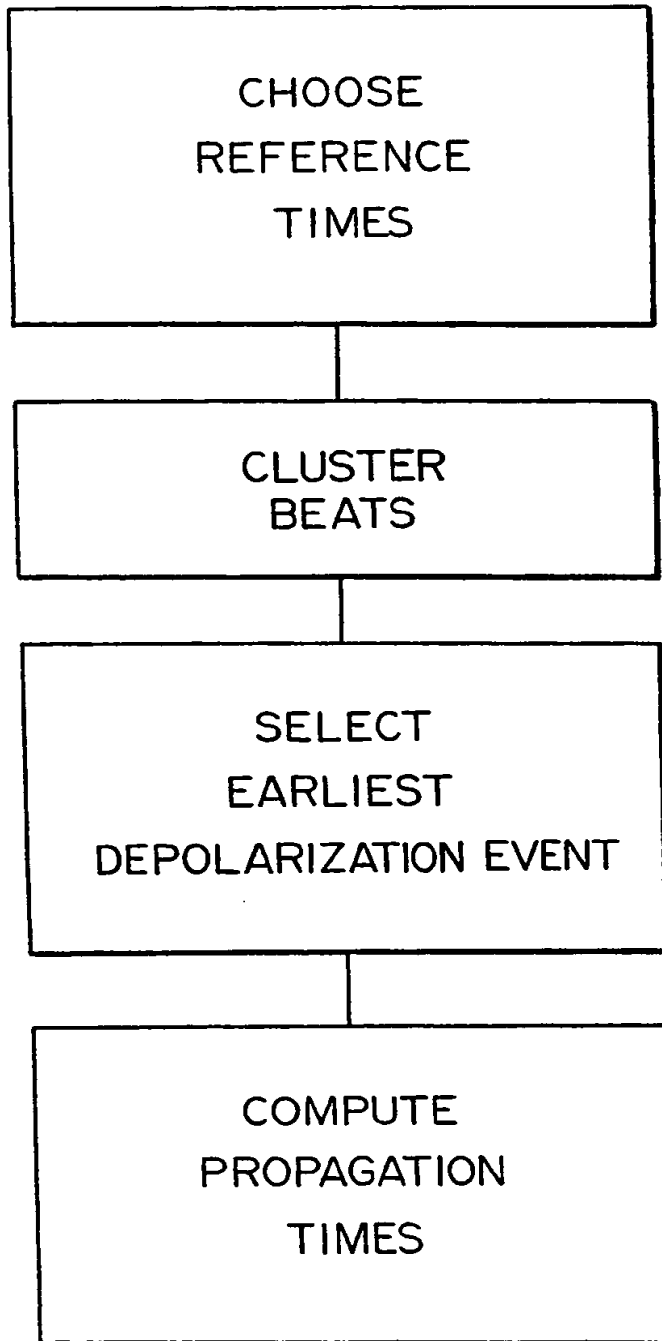 CHOOSE
REFERENCE
TIMES
CLUSTER
BEATS
SELECT
EARLIEST
DEPOLARIZATION EVENT
COMPUTE
PROPAGATION
TIMES